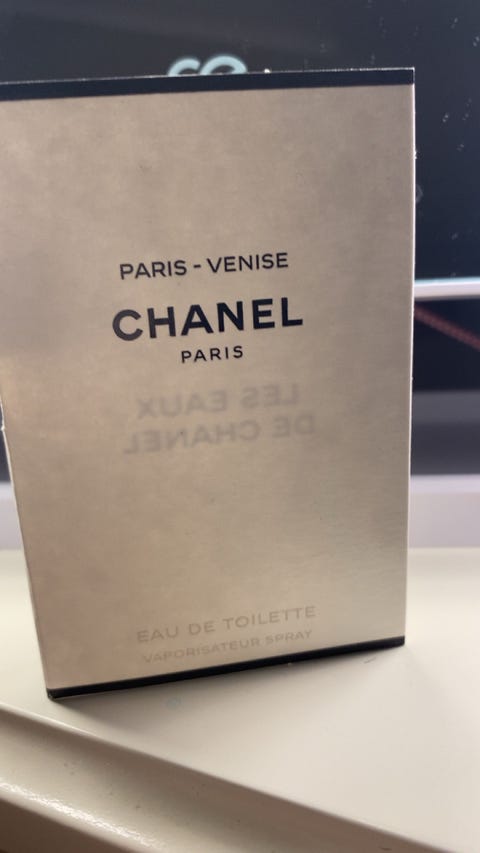 PARIS - VENISE
CHANEL
PARIS
LES EAUX
DE CHANEL
EAU DE TOILETTE
VAPORISATEUR SPRAY